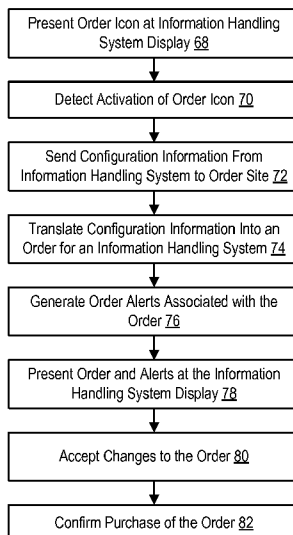 Present Order Icon at Information Handling
System Display 68
Detect Activation of Order Icon 70
Send Configuration Information From
Information Handling System to Order Site 72
Translate Configuration Information Into an
Order for an Information Handling System 74
Generate Order Alerts Associated with the
Order 76
Present Order and Alerts at the Information
Handling System Display 78
Accept Changes to the Order 80
Confirm Purchase of the Order 82